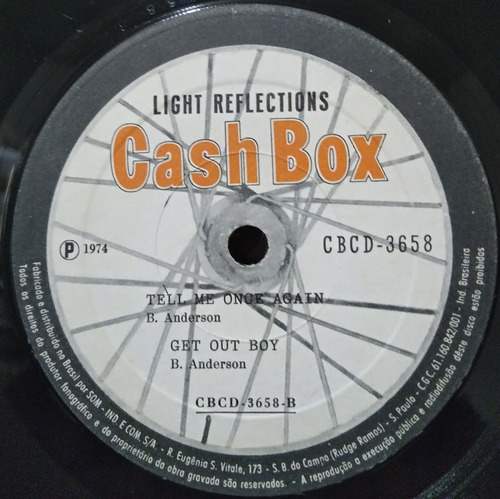 LIGHT REFLECTIONS
Cash Box
℗ 1974
CBCD-3658
TELL ME ONCE AGAIN
B. Anderson
GET OUT BOY
B. Anderson
CBCD-3658-B
Fabricado e distribuido no Brasil por SOM - IND E COM. S/A. - R. Eugênia S. Vitale, 173 - S. B. do Campo (Rudge Ramos) - S. Paulo - C.G.C. 61.160.842/001 - Ind. Brasileira
Todos os direitos do produtor fonográfico e do proprietário da obra gravada são reservados. - A reprodução a execução pública e radiodifusão dêste disco estão proibidas